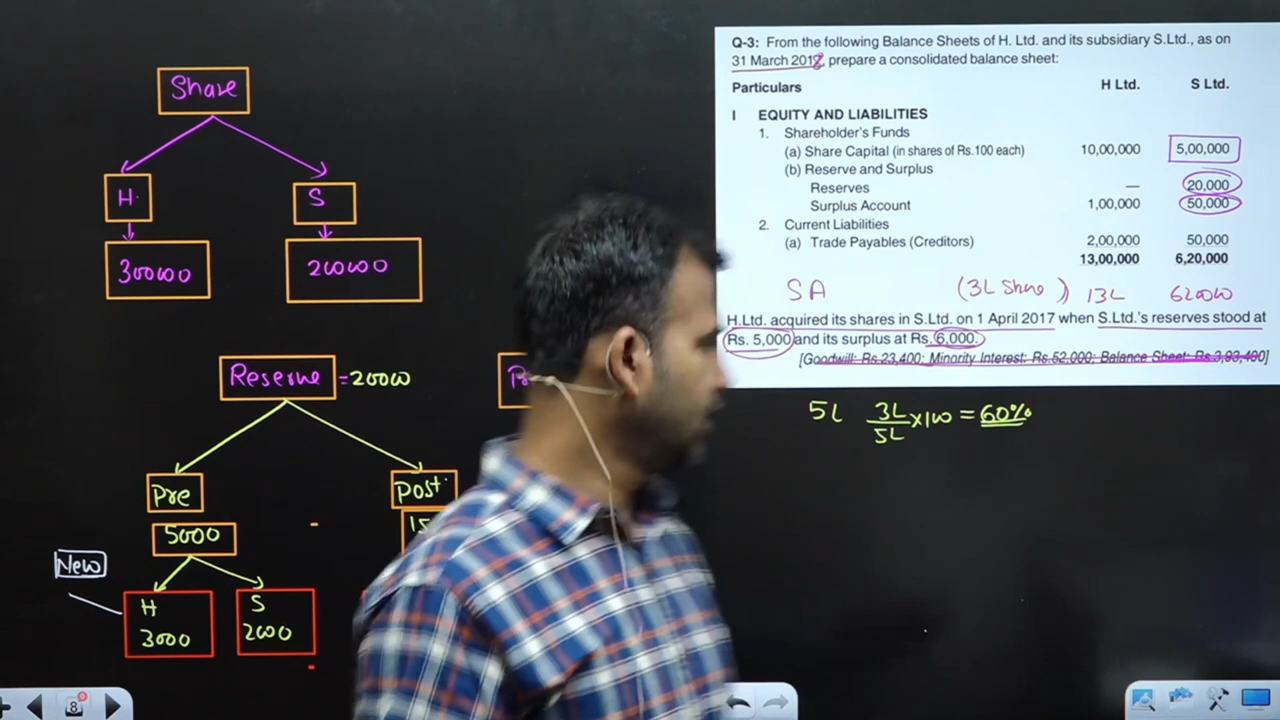 Share
H.
S
300000
200000
Reserve = 20000
Pre
Post
5000
15
New
H
3000
S
2000
Q-3: From the following Balance Sheets of H. Ltd. and its subsidiary S.Ltd., as on
31 March 2018, prepare a consolidated balance sheet:
Particulars H Ltd. S Ltd.
I EQUITY AND LIABILITIES
1. Shareholder's Funds
(a) Share Capital (in shares of Rs.100 each) 10,00,000 5,00,000
(b) Reserve and Surplus
Reserves — 20,000
Surplus Account 1,00,000 50,000
2. Current Liabilities
(a) Trade Payables (Creditors) 2,00,000 50,000
13,00,000 6,20,000
SA (3L Share) 13L 620000
H.Ltd. acquired its shares in S.Ltd. on 1 April 2017 when S.Ltd.'s reserves stood at
Rs. 5,000 and its surplus at Rs. 6,000.
[Goodwill: Rs.23,400; Minority Interest: Rs.52,000; Balance Sheet: Rs.3,93,400]
5L 3L/5L×100 = 60%
8